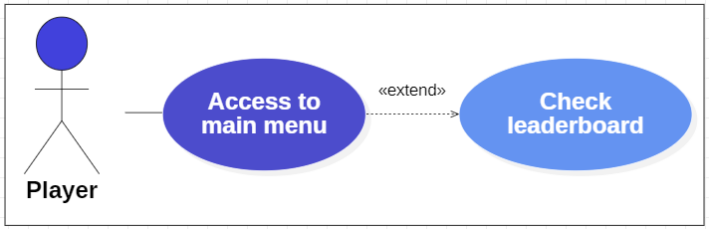 Access to
main menu
«extend»
Check
leaderboard
Player